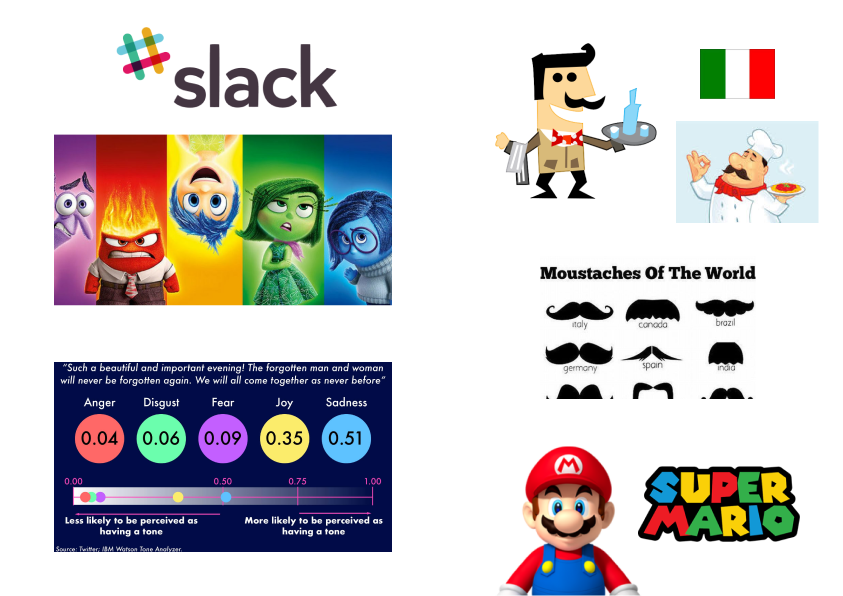 slack
"Such a beautiful and important evening! The forgotten man and woman
will never be forgotten again. We will all come together as never before"
Anger Disgust Fear Joy Sadness
0.04 0.06 0.09 0.35 0.51
0.00 0.50 0.75 1.00
Less likely to be perceived as
having a tone
More likely to be perceived as
having a tone
Source: Twitter; IBM Watson Tone Analyzer.
Moustaches Of The World
italy canada brazil
germany spain india
M
SUPER
MARIO